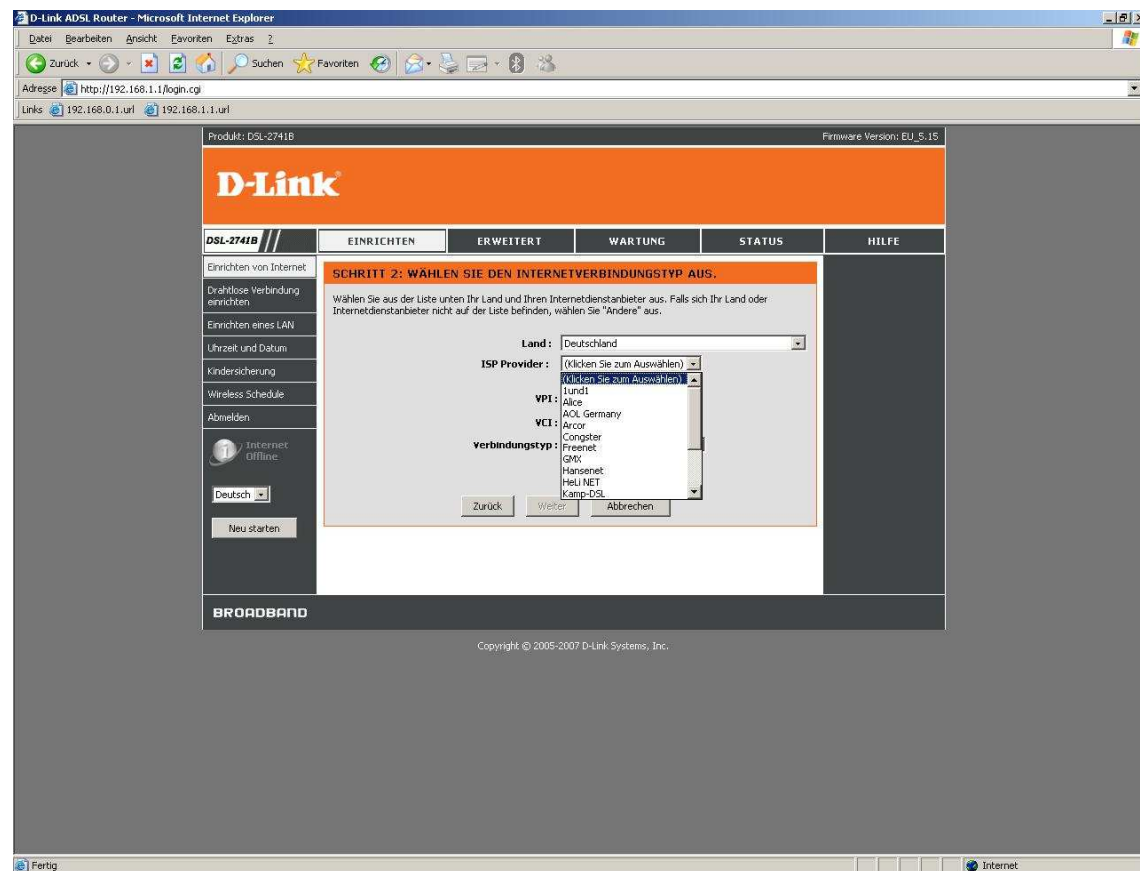 D-Link ADSL Router - Microsoft Internet Explorer
Datei Bearbeiten Ansicht Favoriten Extras ?
Zurück Suchen Favoriten
Adresse http://192.168.1.1/login.cgi
Links 192.168.0.1.url 192.168.1.1.url
Produkt: DSL-2741B Firmware Version: EU_5.15
D-Link
DSL-2741B EINRICHTEN ERWEITERT WARTUNG STATUS HILFE
Einrichten von Internet
Drahtlose Verbindung
einrichten
Einrichten eines LAN
Uhrzeit und Datum
Kindersicherung
Wireless Schedule
Abmelden
Internet
Offline
Deutsch
Neu starten
SCHRITT 2: WÄHLEN SIE DEN INTERNETVERBINDUNGSTYP AUS.
Wählen Sie aus der Liste unten Ihr Land und Ihren Internetdienstanbieter aus. Falls sich Ihr Land oder
Internetdienstanbieter nicht auf der Liste befinden, wählen Sie "Andere" aus.
Land : Deutschland
ISP Provider : (Klicken Sie zum Auswählen)
(Klicken Sie zum Auswählen)
1und1
VPI :
Alice
AOL Germany
VCI :
Arcor
Congster
Verbindungstyp :
Freenet
GMX
Hansenet
HeLi NET
Kamp-DSL
Zurück Weiter Abbrechen
BROADBAND
Copyright © 2005-2007 D-Link Systems, Inc.
Fertig Internet